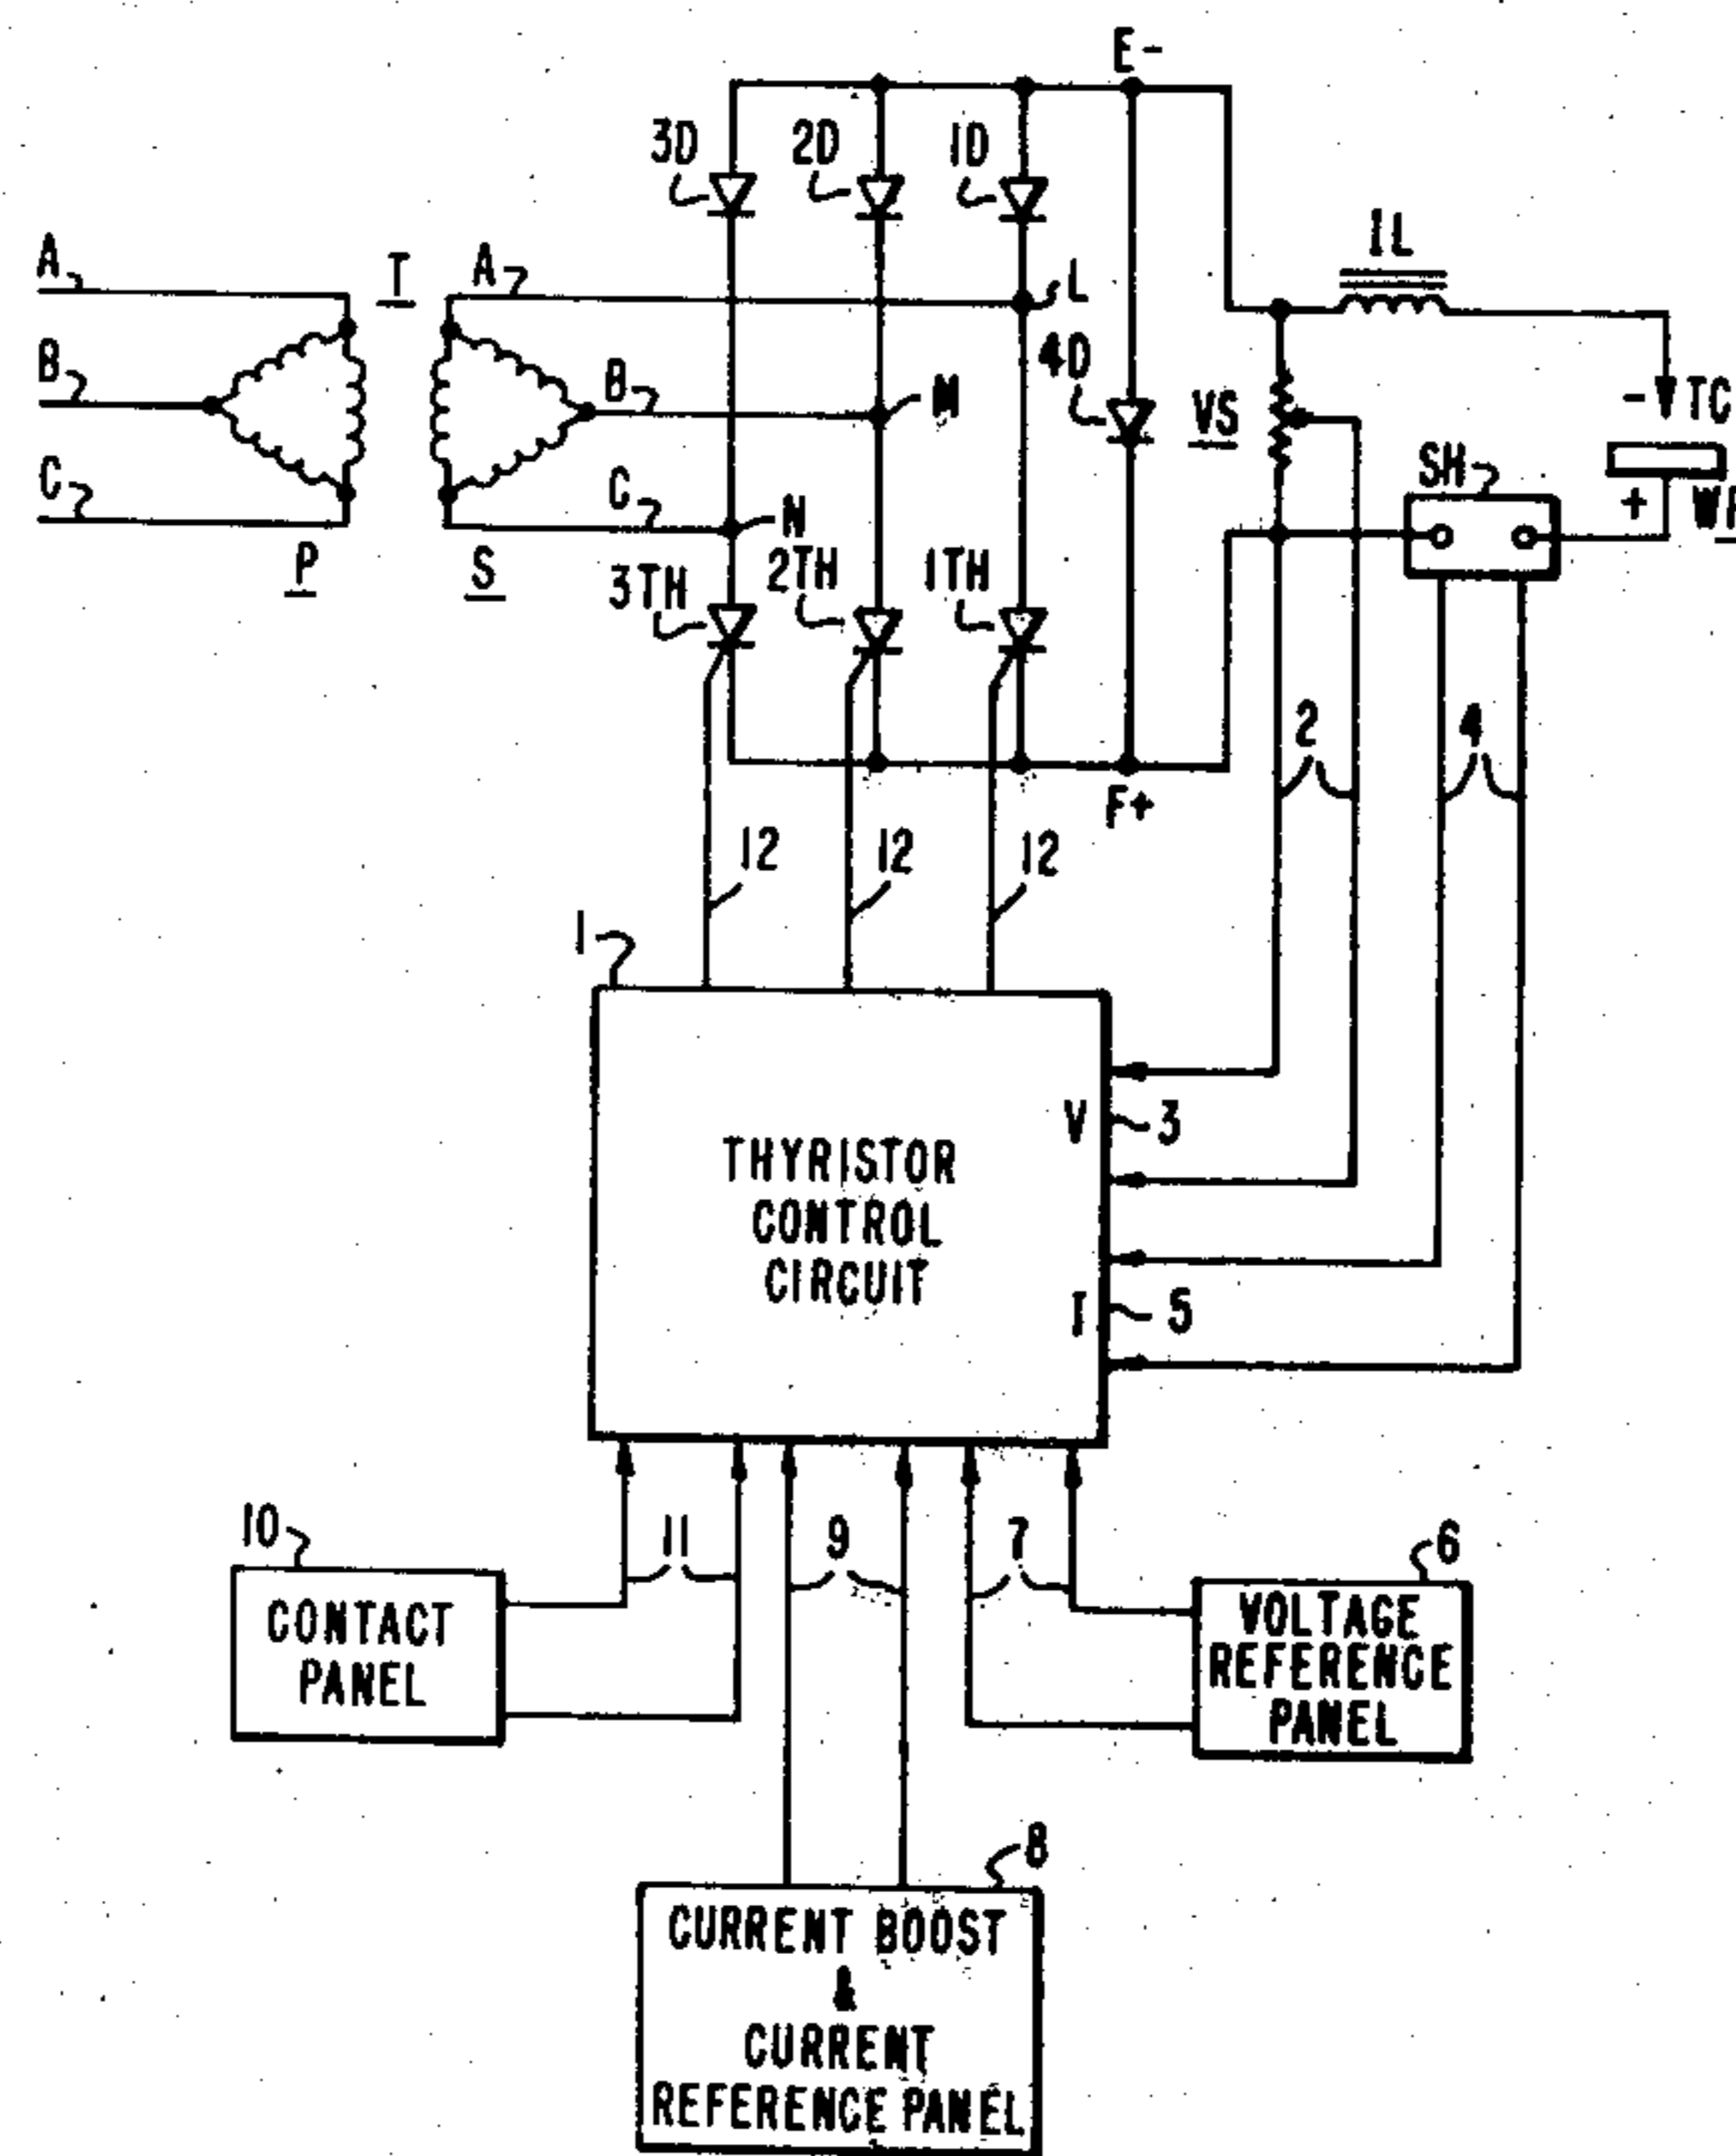 E-
3D 2D 1D
A T A L 1L
B B M 4D VS - TC
C C N SH
+
P S 3TH 2TH 1TH
2 4
F+
12 12 12
1
V 3
THYRISTOR
CONTROL
CIRCUIT
I 5
10 11 9 7 6
CONTACT
PANEL
VOLTAGE
REFERENCE
PANEL
8
CURRENT BOOST
&
CURRENT
REFERENCE PANEL